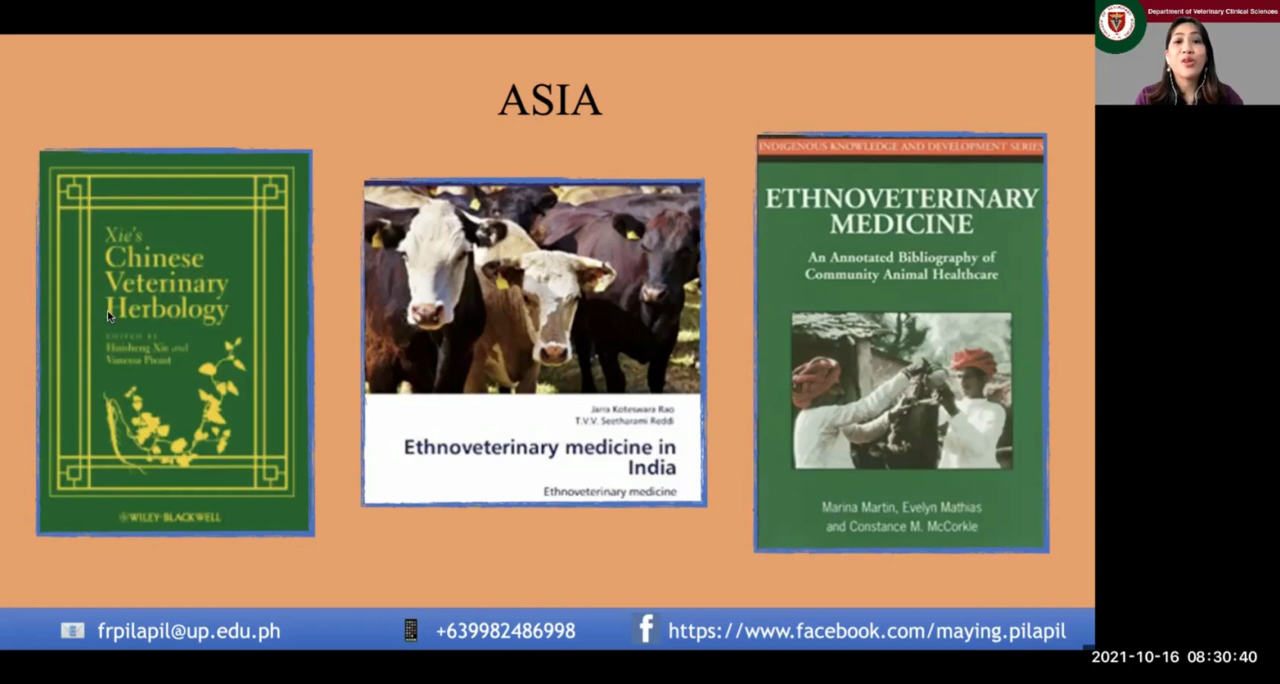 Department of Veterinary Clinical Sciences
ASIA
Xie's
Chinese
Veterinary
Herbology
EDITED BY
Huisheng Xie and
Vanessa Preast
WILEY-BLACKWELL
Jarra Koteswara Rao
T.V.V. Seetharami Reddi
Ethnoveterinary medicine in
India
Ethnoveterinary medicine
INDIGENOUS KNOWLEDGE AND DEVELOPMENT SERIES
ETHNOVETERINARY
MEDICINE
An Annotated Bibliography of
Community Animal Healthcare
Marina Martin, Evelyn Mathias
and Constance M. McCorkle
frpilapil@up.edu.ph
+639982486998
f https://www.facebook.com/maying.pilapil
2021-10-16 08:30:40